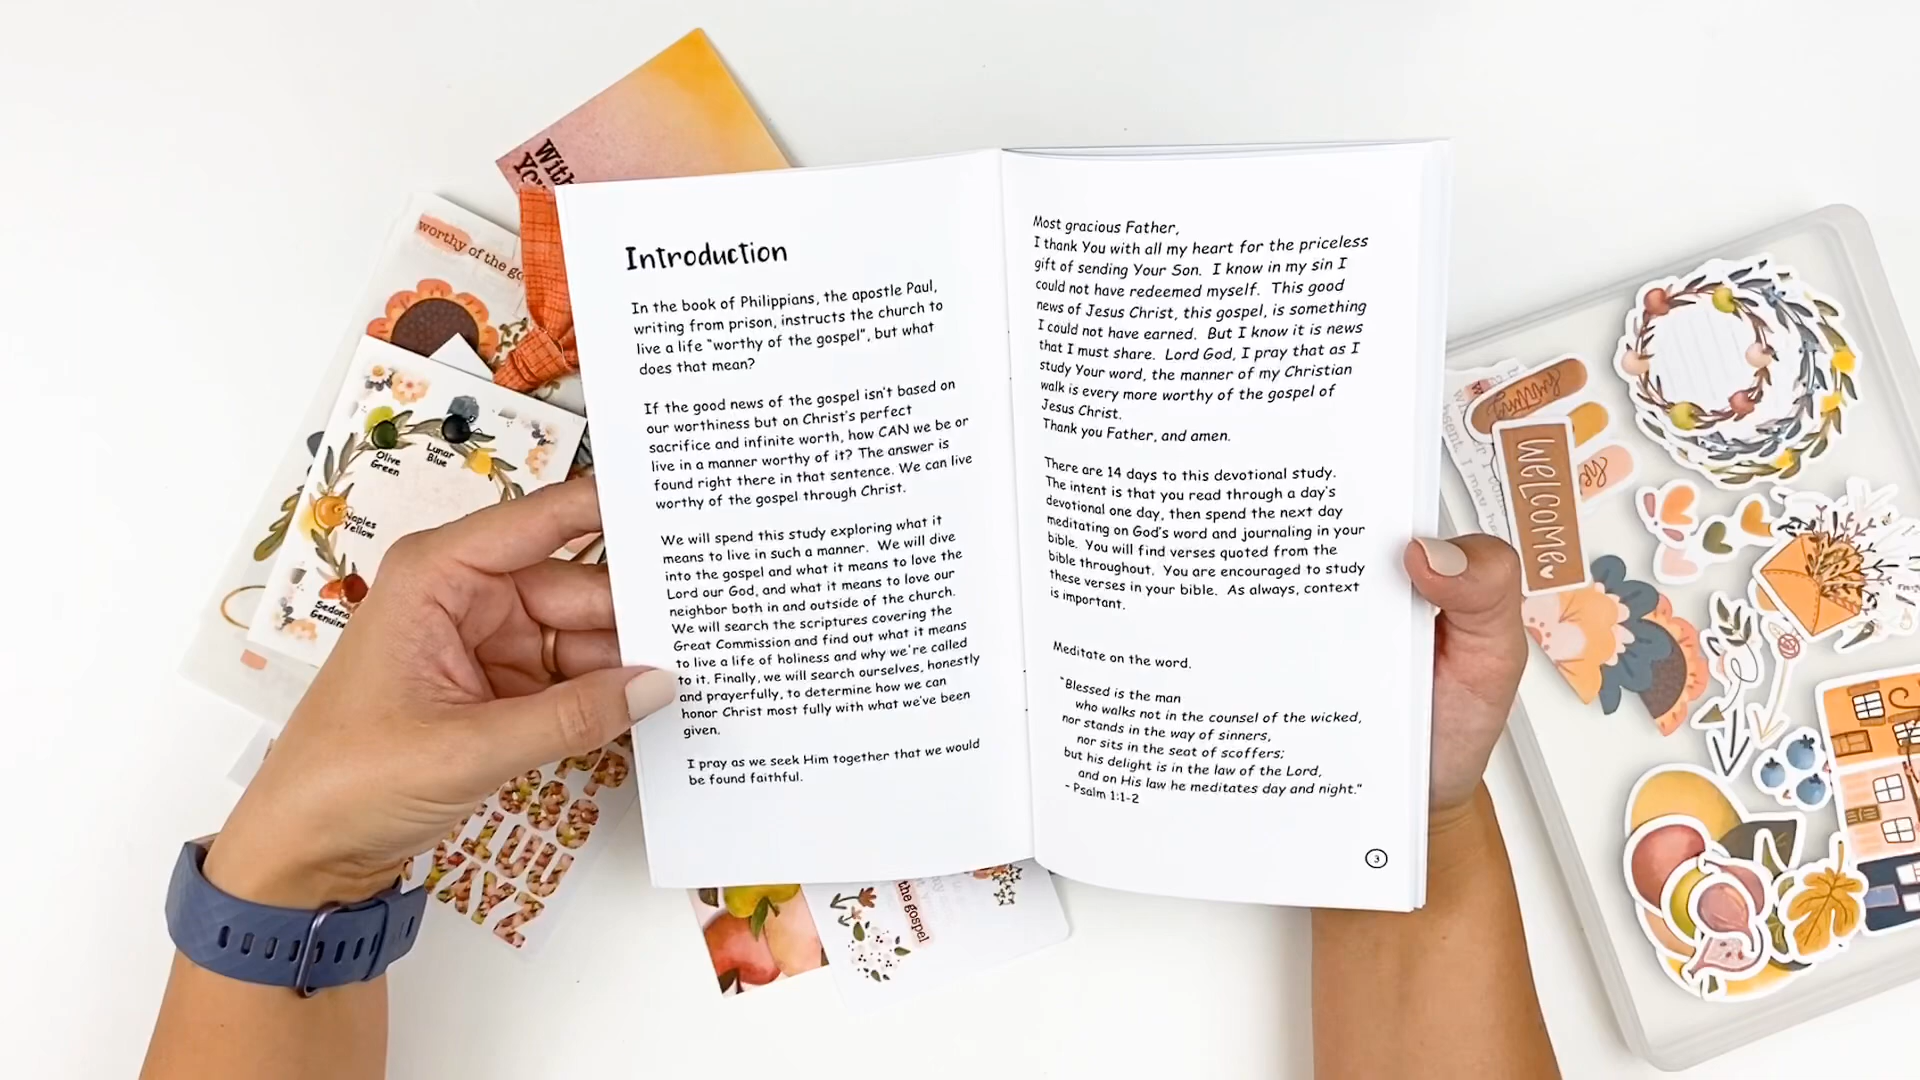 With
worthy of the
Olive
Green
Lunar
Blue
Naples
Yellow
Sedona
Genuine
Introduction
In the book of Philippians, the apostle Paul,
writing from prison, instructs the church to
live a life "worthy of the gospel", but what
does that mean?
If the good news of the gospel isn't based on
our worthiness but on Christ's perfect
sacrifice and infinite worth, how CAN we be or
live in a manner worthy of it? The answer is
found right there in that sentence. We can live
worthy of the gospel through Christ.
We will spend this study exploring what it
means to live in such a manner. We will dive
into the gospel and what it means to love the
Lord our God, and what it means to love our
neighbor both in and outside of the church.
We will search the scriptures covering the
Great Commission and find out what it means
to live a life of holiness and why we're called
to it. Finally, we will search ourselves, honestly
and prayerfully, to determine how we can
honor Christ most fully with what we've been
given.
I pray as we seek Him together that we would
be found faithful.
Most gracious Father,
I thank You with all my heart for the priceless
gift of sending Your Son. I know in my sin I
could not have redeemed myself. This good
news of Jesus Christ, this gospel, is something
I could not have earned. But I know it is news
that I must share. Lord God, I pray that as I
study Your word, the manner of my Christian
walk is every more worthy of the gospel of
Jesus Christ.
Thank you Father, and amen.
There are 14 days to this devotional study.
The intent is that you read through a day's
devotional one day, then spend the next day
meditating on God's word and journaling in your
bible. You will find verses quoted from the
bible throughout. You are encouraged to study
these verses in your bible. As always, context
is important.
Meditate on the word.
"Blessed is the man
who walks not in the counsel of the wicked,
nor stands in the way of sinners,
nor sits in the seat of scoffers;
but his delight is in the law of the Lord,
and on His law he meditates day and night."
- Psalm 1:1-2
3
the gospel
welcome